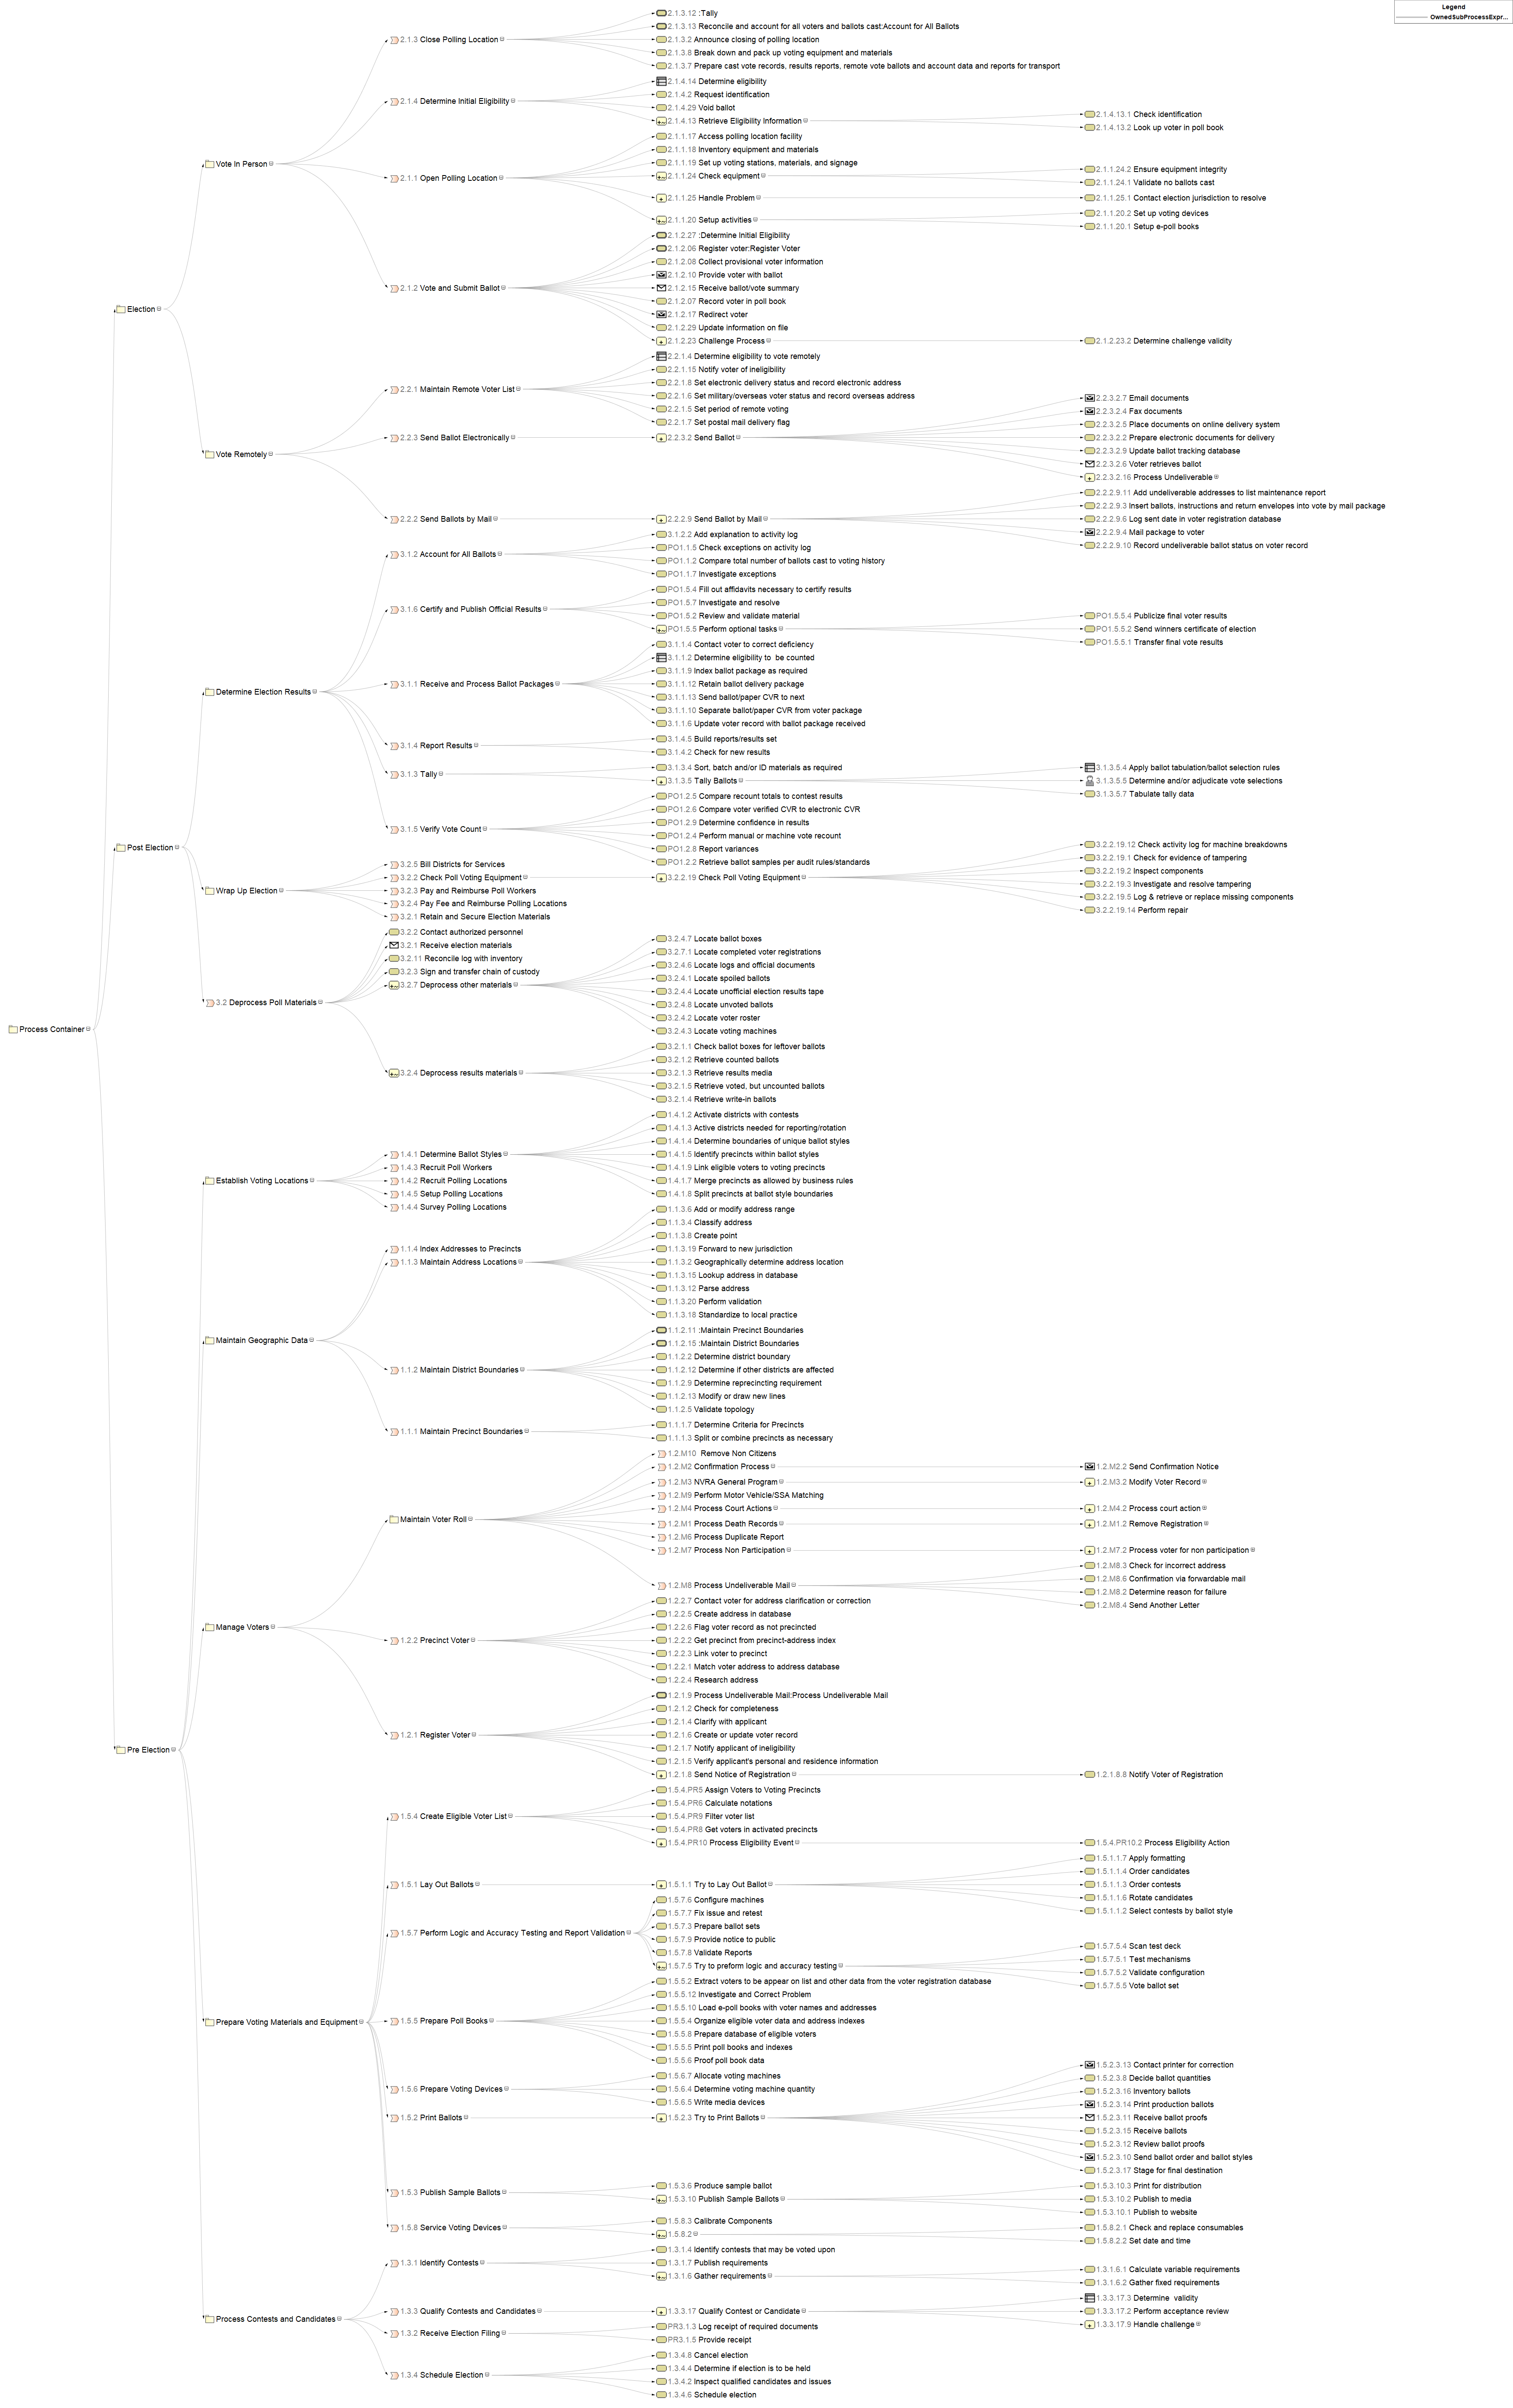 Legend
OwnedSubProcessExpr...
2.1.3.12 :Tally
2.1.3.13 Reconcile and account for all voters and ballots cast:Account for All Ballots
2.1.3 Close Polling Location
2.1.3.2 Announce closing of polling location
2.1.3.8 Break down and pack up voting equipment and materials
2.1.3.7 Prepare cast vote records, results reports, remote vote ballots and account data and reports for transport
2.1.4.14 Determine eligibility
2.1.4.2 Request identification
2.1.4 Determine Initial Eligibility
2.1.4.29 Void ballot
2.1.4.13 Retrieve Eligibility Information
2.1.4.13.1 Check identification
2.1.4.13.2 Look up voter in poll book
2.1.1.17 Access polling location facility
2.1.1.18 Inventory equipment and materials
Vote In Person
2.1.1.19 Set up voting stations, materials, and signage
2.1.1 Open Polling Location
2.1.1.24 Check equipment
2.1.1.24.2 Ensure equipment integrity
2.1.1.24.1 Validate no ballots cast
2.1.1.25 Handle Problem
2.1.1.25.1 Contact election jurisdiction to resolve
2.1.1.20 Setup activities
2.1.1.20.2 Set up voting devices
2.1.1.20.1 Setup e-poll books
2.1.2.27 :Determine Initial Eligibility
2.1.2.06 Register voter:Register Voter
2.1.2.08 Collect provisional voter information
2.1.2.10 Provide voter with ballot
2.1.2 Vote and Submit Ballot
2.1.2.15 Receive ballot/vote summary
2.1.2.07 Record voter in poll book
Election
2.1.2.17 Redirect voter
2.1.2.29 Update information on file
2.1.2.23 Challenge Process
2.1.2.23.2 Determine challenge validity
2.2.1.4 Determine eligibility to vote remotely
2.2.1.15 Notify voter of ineligibility
2.2.1 Maintain Remote Voter List
2.2.1.8 Set electronic delivery status and record electronic address
2.2.1.6 Set military/overseas voter status and record overseas address
2.2.1.5 Set period of remote voting
2.2.1.7 Set postal mail delivery flag
2.2.3 Send Ballot Electronically
2.2.3.2 Send Ballot
2.2.3.2.7 Email documents
2.2.3.2.4 Fax documents
2.2.3.2.5 Place documents on online delivery system
2.2.3.2.2 Prepare electronic documents for delivery
2.2.3.2.9 Update ballot tracking database
Vote Remotely
2.2.3.2.6 Voter retrieves ballot
2.2.3.2.16 Process Undeliverable
2.2.2 Send Ballots by Mail
2.2.2.9 Send Ballot by Mail
2.2.2.9.11 Add undeliverable addresses to list maintenance report
2.2.2.9.3 Insert ballots, instructions and return envelopes into vote by mail package
2.2.2.9.6 Log sent date in voter registration database
2.2.2.9.4 Mail package to voter
2.2.2.9.10 Record undeliverable ballot status on voter record
3.1.2.2 Add explanation to activity log
3.1.2 Account for All Ballots
PO1.1.5 Check exceptions on activity log
PO1.1.2 Compare total number of ballots cast to voting history
PO1.1.7 Investigate exceptions
PO1.5.4 Fill out affidavits necessary to certify results
3.1.6 Certify and Publish Official Results
PO1.5.7 Investigate and resolve
PO1.5.2 Review and validate material
PO1.5.5 Perform optional tasks
PO1.5.5.4 Publicize final voter results
PO1.5.5.2 Send winners certificate of election
PO1.5.5.1 Transfer final vote results
3.1.1.4 Contact voter to correct deficiency
3.1.1.2 Determine eligibility to  be counted
3.1.1.9 Index ballot package as required
3.1.1 Receive and Process Ballot Packages
3.1.1.12 Retain ballot delivery package
Determine Election Results
3.1.1.13 Send ballot/paper CVR to next
3.1.1.10 Separate ballot/paper CVR from voter package
3.1.1.6 Update voter record with ballot package received
3.1.4 Report Results
3.1.4.5 Build reports/results set
3.1.4.2 Check for new results
3.1.3 Tally
3.1.3.4 Sort, batch and/or ID materials as required
3.1.3.5 Tally Ballots
3.1.3.5.4 Apply ballot tabulation/ballot selection rules
3.1.3.5.5 Determine and/or adjudicate vote selections
3.1.3.5.7 Tabulate tally data
PO1.2.5 Compare recount totals to contest results
PO1.2.6 Compare voter verified CVR to electronic CVR
PO1.2.9 Determine confidence in results
3.1.5 Verify Vote Count
PO1.2.4 Perform manual or machine vote recount
PO1.2.8 Report variances
PO1.2.2 Retrieve ballot samples per audit rules/standards
Post Election
3.2.5 Bill Districts for Services
3.2.2 Check Poll Voting Equipment
3.2.2.19 Check Poll Voting Equipment
3.2.2.19.12 Check activity log for machine breakdowns
3.2.2.19.1 Check for evidence of tampering
3.2.2.19.2 Inspect components
3.2.2.19.3 Investigate and resolve tampering
3.2.2.19.5 Log & retrieve or replace missing components
3.2.2.19.14 Perform repair
Wrap Up Election
3.2.3 Pay and Reimburse Poll Workers
3.2.4 Pay Fee and Reimburse Polling Locations
3.2.1 Retain and Secure Election Materials
3.2.2 Contact authorized personnel
3.2.1 Receive election materials
3.2.11 Reconcile log with inventory
3.2.3 Sign and transfer chain of custody
3.2.7 Deprocess other materials
3.2.4.7 Locate ballot boxes
3.2.7.1 Locate completed voter registrations
3.2.4.6 Locate logs and official documents
3.2.4.1 Locate spoiled ballots
3.2.4.4 Locate unofficial election results tape
3.2.4.8 Locate unvoted ballots
3.2.4.2 Locate voter roster
3.2.4.3 Locate voting machines
3.2 Deprocess Poll Materials
Process Container
3.2.4 Deprocess results materials
3.2.1.1 Check ballot boxes for leftover ballots
3.2.1.2 Retrieve counted ballots
3.2.1.3 Retrieve results media
3.2.1.5 Retrieve voted, but uncounted ballots
3.2.1.4 Retrieve write-in ballots
1.4.1.2 Activate districts with contests
1.4.1.3 Active districts needed for reporting/rotation
1.4.1.4 Determine boundaries of unique ballot styles
1.4.1 Determine Ballot Styles
1.4.1.5 Identify precincts within ballot styles
1.4.3 Recruit Poll Workers
1.4.1.9 Link eligible voters to voting precincts
Establish Voting Locations
1.4.2 Recruit Polling Locations
1.4.1.7 Merge precincts as allowed by business rules
1.4.5 Setup Polling Locations
1.4.1.8 Split precincts at ballot style boundaries
1.4.4 Survey Polling Locations
1.1.3.6 Add or modify address range
1.1.3.4 Classify address
1.1.3.8 Create point
1.1.4 Index Addresses to Precincts
1.1.3.19 Forward to new jurisdiction
1.1.3 Maintain Address Locations
1.1.3.2 Geographically determine address location
1.1.3.15 Lookup address in database
1.1.3.12 Parse address
1.1.3.20 Perform validation
1.1.3.18 Standardize to local practice
Maintain Geographic Data
1.1.2.11 :Maintain Precinct Boundaries
1.1.2.15 :Maintain District Boundaries
1.1.2.2 Determine district boundary
1.1.2 Maintain District Boundaries
1.1.2.12 Determine if other districts are affected
1.1.2.9 Determine reprecincting requirement
1.1.2.13 Modify or draw new lines
1.1.2.5 Validate topology
1.1.1 Maintain Precinct Boundaries
1.1.1.7 Determine Criteria for Precincts
1.1.1.3 Split or combine precincts as necessary
1.2.M10  Remove Non Citizens
1.2.M2 Confirmation Process
1.2.M2.2 Send Confirmation Notice
1.2.M3 NVRA General Program
1.2.M3.2 Modify Voter Record
1.2.M9 Perform Motor Vehicle/SSA Matching
1.2.M4 Process Court Actions
1.2.M4.2 Process court action
Maintain Voter Roll
1.2.M1 Process Death Records
1.2.M1.2 Remove Registration
1.2.M6 Process Duplicate Report
1.2.M7 Process Non Participation
1.2.M7.2 Process voter for non participation
1.2.M8 Process Undeliverable Mail
1.2.M8.3 Check for incorrect address
1.2.M8.6 Confirmation via forwardable mail
1.2.M8.2 Determine reason for failure
1.2.M8.4 Send Another Letter
Manage Voters
1.2.2.7 Contact voter for address clarification or correction
1.2.2.5 Create address in database
1.2.2.6 Flag voter record as not precincted
1.2.2 Precinct Voter
1.2.2.2 Get precinct from precinct-address index
1.2.2.3 Link voter to precinct
1.2.2.1 Match voter address to address database
1.2.2.4 Research address
1.2.1.9 Process Undeliverable Mail:Process Undeliverable Mail
1.2.1.2 Check for completeness
1.2.1.4 Clarify with applicant
1.2.1 Register Voter
1.2.1.6 Create or update voter record
1.2.1.7 Notify applicant of ineligibility
Pre Election
1.2.1.5 Verify applicant's personal and residence information
1.2.1.8 Send Notice of Registration
1.2.1.8.8 Notify Voter of Registration
1.5.4.PR5 Assign Voters to Voting Precincts
1.5.4.PR6 Calculate notations
1.5.4 Create Eligible Voter List
1.5.4.PR9 Filter voter list
1.5.4.PR8 Get voters in activated precincts
1.5.4.PR10 Process Eligibility Event
1.5.4.PR10.2 Process Eligibility Action
1.5.1 Lay Out Ballots
1.5.1.1 Try to Lay Out Ballot
1.5.1.1.7 Apply formatting
1.5.1.1.4 Order candidates
1.5.1.1.3 Order contests
1.5.1.1.6 Rotate candidates
1.5.1.1.2 Select contests by ballot style
1.5.7.6 Configure machines
1.5.7.7 Fix issue and retest
1.5.7.3 Prepare ballot sets
1.5.7 Perform Logic and Accuracy Testing and Report Validation
1.5.7.9 Provide notice to public
1.5.7.8 Validate Reports
1.5.7.5 Try to preform logic and accuracy testing
1.5.7.5.4 Scan test deck
1.5.7.5.1 Test mechanisms
1.5.7.5.2 Validate configuration
1.5.7.5.5 Vote ballot set
1.5.5.2 Extract voters to be appear on list and other data from the voter registration database
1.5.5.12 Investigate and Correct Problem
1.5.5.10 Load e-poll books with voter names and addresses
Prepare Voting Materials and Equipment
1.5.5 Prepare Poll Books
1.5.5.4 Organize eligible voter data and address indexes
1.5.5.8 Prepare database of eligible voters
1.5.5.5 Print poll books and indexes
1.5.5.6 Proof poll book data
1.5.6.7 Allocate voting machines
1.5.6 Prepare Voting Devices
1.5.6.4 Determine voting machine quantity
1.5.6.5 Write media devices
1.5.2 Print Ballots
1.5.2.3 Try to Print Ballots
1.5.2.3.13 Contact printer for correction
1.5.2.3.8 Decide ballot quantities
1.5.2.3.16 Inventory ballots
1.5.2.3.14 Print production ballots
1.5.2.3.11 Receive ballot proofs
1.5.2.3.15 Receive ballots
1.5.2.3.12 Review ballot proofs
1.5.2.3.10 Send ballot order and ballot styles
1.5.2.3.17 Stage for final destination
1.5.3 Publish Sample Ballots
1.5.3.6 Produce sample ballot
1.5.3.10 Publish Sample Ballots
1.5.3.10.3 Print for distribution
1.5.3.10.2 Publish to media
1.5.3.10.1 Publish to website
1.5.8 Service Voting Devices
1.5.8.3 Calibrate Components
1.5.8.2
1.5.8.2.1 Check and replace consumables
1.5.8.2.2 Set date and time
1.3.1.4 Identify contests that may be voted upon
1.3.1 Identify Contests
1.3.1.7 Publish requirements
1.3.1.6 Gather requirements
1.3.1.6.1 Calculate variable requirements
1.3.1.6.2 Gather fixed requirements
1.3.3 Qualify Contests and Candidates
1.3.3.17 Qualify Contest or Candidate
1.3.3.17.3 Determine  validity
1.3.3.17.2 Perform acceptance review
1.3.3.17.9 Handle challenge
Process Contests and Candidates
1.3.2 Receive Election Filing
PR3.1.3 Log receipt of required documents
PR3.1.5 Provide receipt
1.3.4.8 Cancel election
1.3.4.4 Determine if election is to be held
1.3.4 Schedule Election
1.3.4.2 Inspect qualified candidates and issues
1.3.4.6 Schedule election